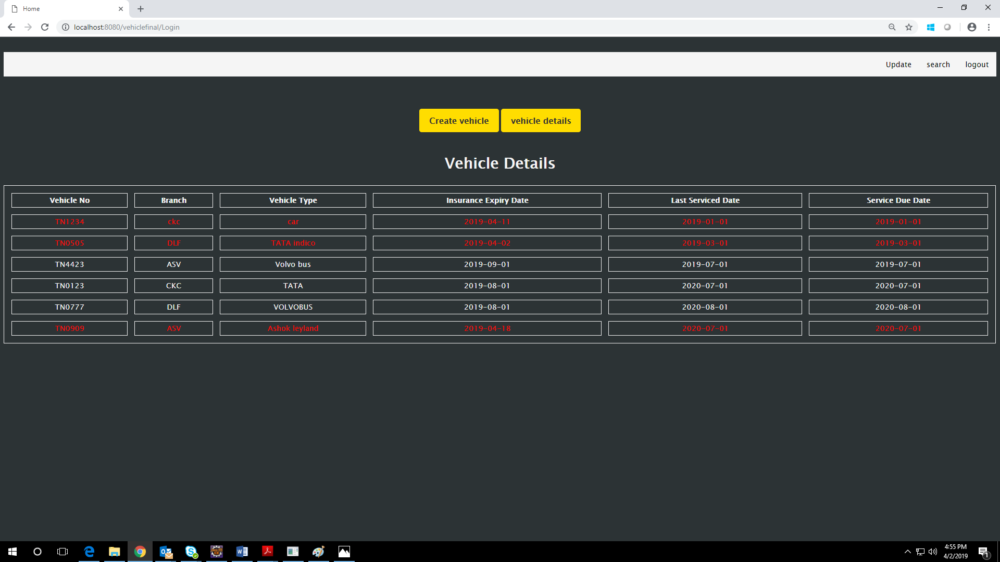 Home
localhost:8080/vehiclefinal/Login
Update search logout
Create vehicle vehicle details
Vehicle Details
Vehicle No Branch Vehicle Type Insurance Expiry Date Last Serviced Date Service Due Date
TN1234 ckc car 2019-04-11 2019-01-01 2019-01-01
TN0505 DLF TATA indico 2019-04-02 2019-03-01 2019-03-01
TN4423 ASV Volvo bus 2019-09-01 2019-07-01 2019-07-01
TN0123 CKC TATA 2019-08-01 2020-07-01 2020-07-01
TN0777 DLF VOLVOBUS 2019-08-01 2020-08-01 2020-08-01
TN0909 ASV Ashok leyland 2019-04-18 2020-07-01 2020-07-01
4:55 PM
4/2/2019
1